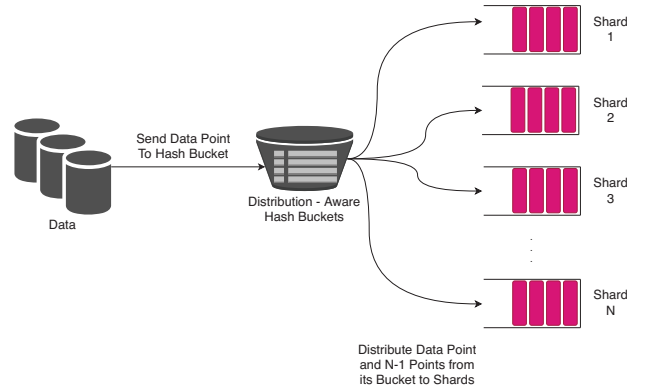 Send Data Point
To Hash Bucket
Data
Distribution - Aware
Hash Buckets
Shard
1
Shard
2
Shard
3
.
.
.
Shard
N
Distribute Data Point
and N-1 Points from
its Bucket to Shards